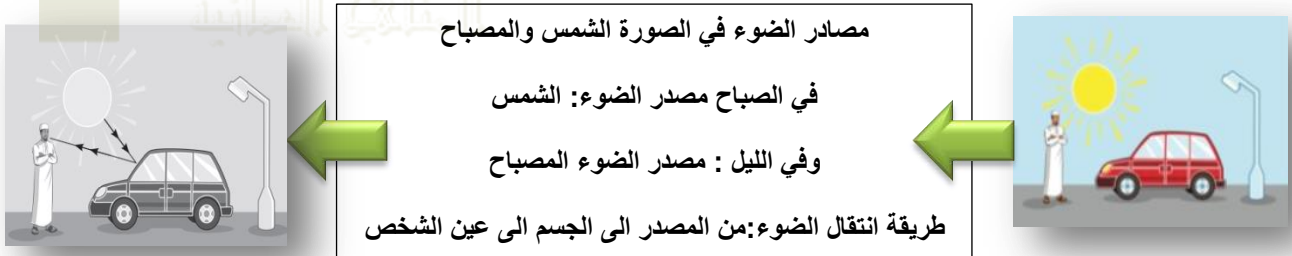 مصادر الضوء في الصورة الشمس والمصباح
في الصباح مصدر الضوء: الشمس
وفي الليل : مصدر الضوء المصباح
طريقة انتقال الضوء:من المصدر الى الجسم الى عين الشخص